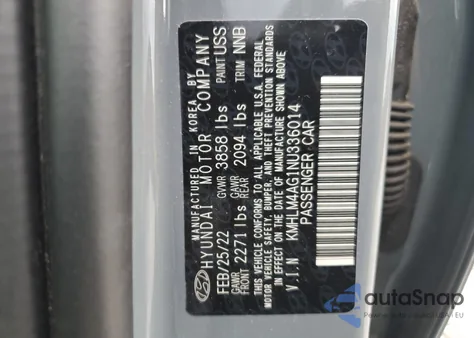 MANUFACTURED IN KOREA BY
HYUNDAI MOTOR COMPANY
FEB/25/22 GVWR 3858 lbs PAINT USS
GAWR FRONT 2271 lbs GAWR REAR 2094 lbs TRIM NNB
THIS VEHICLE CONFORMS TO ALL APPLICABLE U.S.A. FEDERAL
MOTOR VEHICLE SAFETY, BUMPER, AND THEFT PREVENTION STANDARDS
IN EFFECT ON THE DATE OF MANUFACTURE SHOWN ABOVE.
V.I.N KMHLM4AG1NU336014
PASSENGER CAR
autoSnap